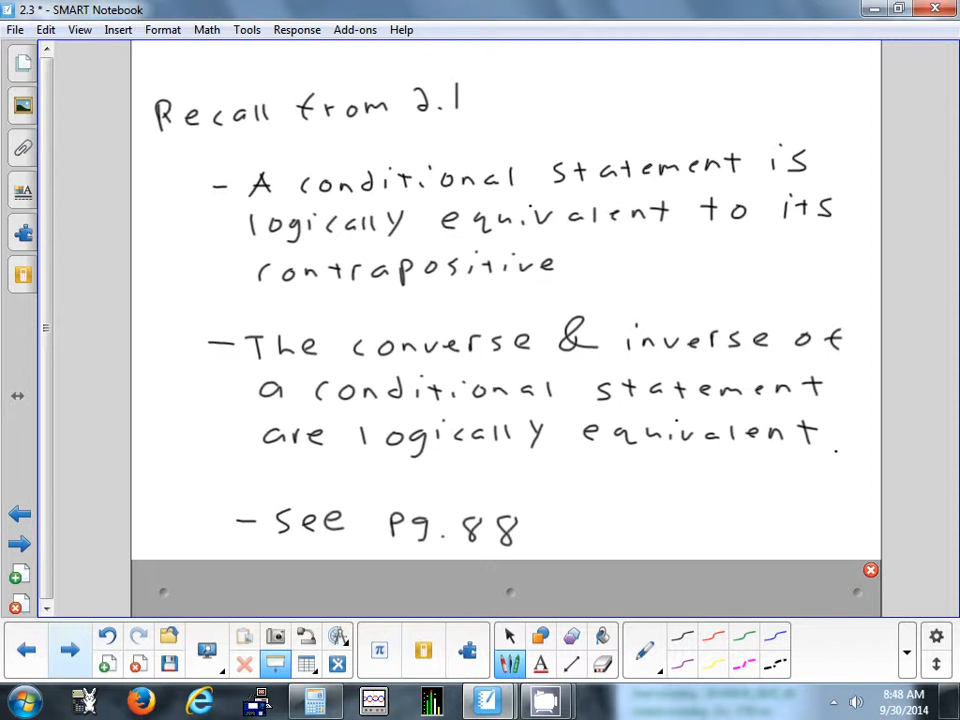 2.3 * - SMART Notebook
File Edit View Insert Format Math Tools Response Add-ons Help
Recall from 2.1
- A conditional statement is
logically equivalent to its
contrapositive
- The converse & inverse of
a conditional statement
are logically equivalent.
- See pg. 88
8:48 AM
9/30/2014